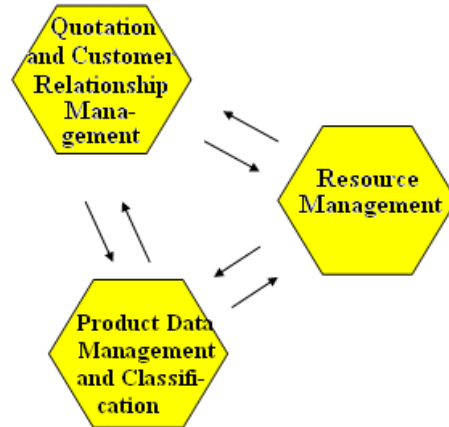 Quotation
and Customer
Relationship
Mana-
gement
Resource
Management
Product Data
Management
and Classifi-
cation